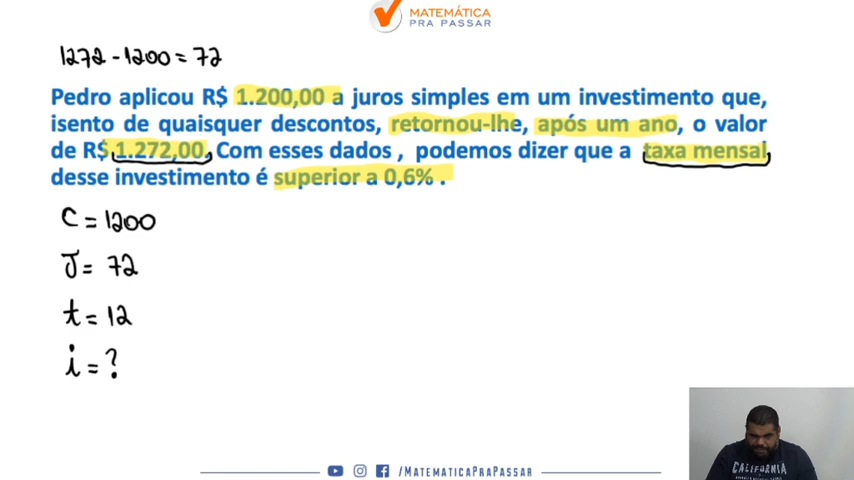 MATEMÁTICA
PRA PASSAR
1272 - 1200 = 72
Pedro aplicou R$ 1.200,00 a juros simples em um investimento que,
isento de quaisquer descontos, retornou-lhe, após um ano, o valor
de R$ 1.272,00. Com esses dados , podemos dizer que a taxa mensal
desse investimento é superior a 0,6% .
C = 1200
J = 72
t = 12
i = ?
CALIFORNIA
/MATEMATICAPRAPASSAR